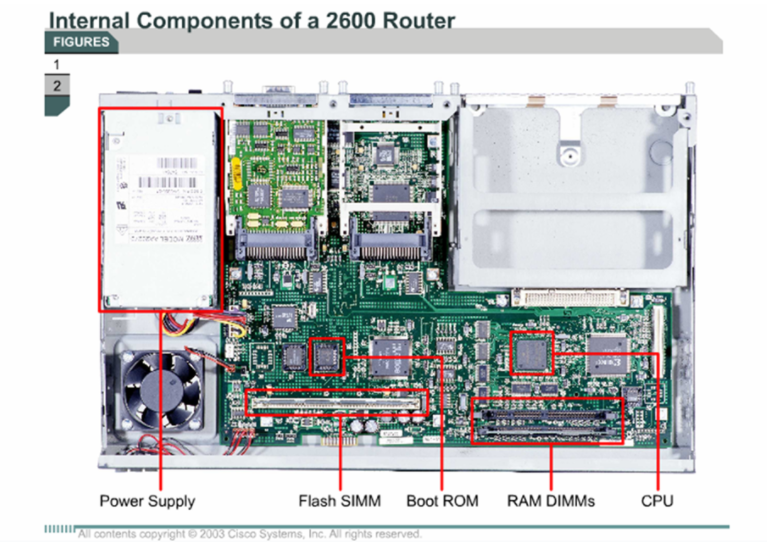 Internal Components of a 2600 Router
FIGURES
1
2
Power Supply
Flash SIMM
Boot ROM
RAM DIMMs
CPU
All contents copyright © 2003 Cisco Systems, Inc. All rights reserved.